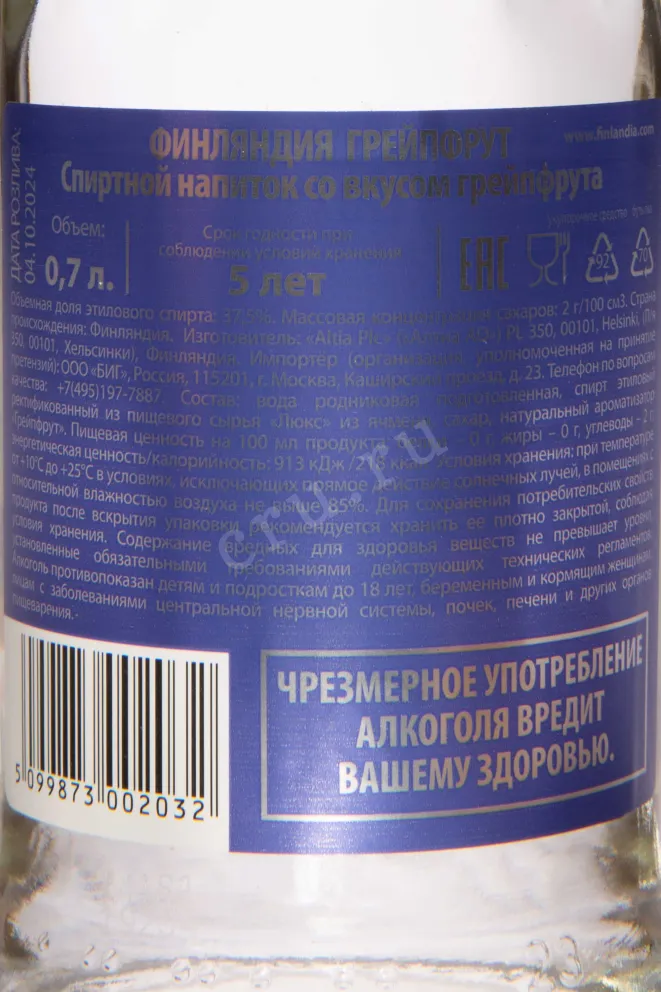 ФИНЛЯНДИЯ ГРЕЙПФРУТ
www.finlandia.com
Спиртной напиток со вкусом грейпфрута
ДАТА РОЗЛИВА:
04.10.2024
Объем:
0,7 л.
Срок годности при
соблюдении условий хранения
5 лет
EAC
92
70
Объемная доля этилового спирта: 37,5%. Массовая концентрация сахаров: 2 г/100 см3. Страна
происхождения: Финляндия. Изготовитель: «Altia Plc» PL 350, 00101, Helsinki, (ПЛ
350, 00101, Хельсинки), Финляндия. Импортёр (организация, уполномоченная на принятие
претензий): ООО «БИГ», Россия, 115201, г. Москва, Каширский проезд, д. 23. Телефон по вопросам
качества: +7(495)197-7887. Состав: вода родниковая подготовленная, спирт этиловый
ректификованный из пищевого сырья «Люкс» из ячменя, сахар, натуральный ароматизатор
«Грейпфрут». Пищевая ценность на 100 мл продукта: 0 г жиры – 0 г, углеводы – 2 г
энергетическая ценность/калорийность: 913 кДж / 218 ккал Условия хранения: при температуре
от +10°С до +25°С в условиях, исключающих прямое действие солнечных лучей, в помещениях с
относительной влажностью воздуха не выше 85%. Для сохранения потребительских свойств
продукта после вскрытия упаковки рекомендуется хранить ее плотно закрытой, соблюдая
условия хранения. Содержание вредных для здоровья веществ не превышает уровни,
установленные обязательными требованиями действующих технических регламентов.
Алкоголь противопоказан детям и подросткам до 18 лет, беременным и кормящим женщинам,
лицам с заболеваниями центральной нервной системы, почек, печени и других органов
пищеварения.
cru.ru
5 099873 002032
ЧРЕЗМЕРНОЕ УПОТРЕБЛЕНИЕ
АЛКОГОЛЯ ВРЕДИТ
ВАШЕМУ ЗДОРОВЬЮ.
23